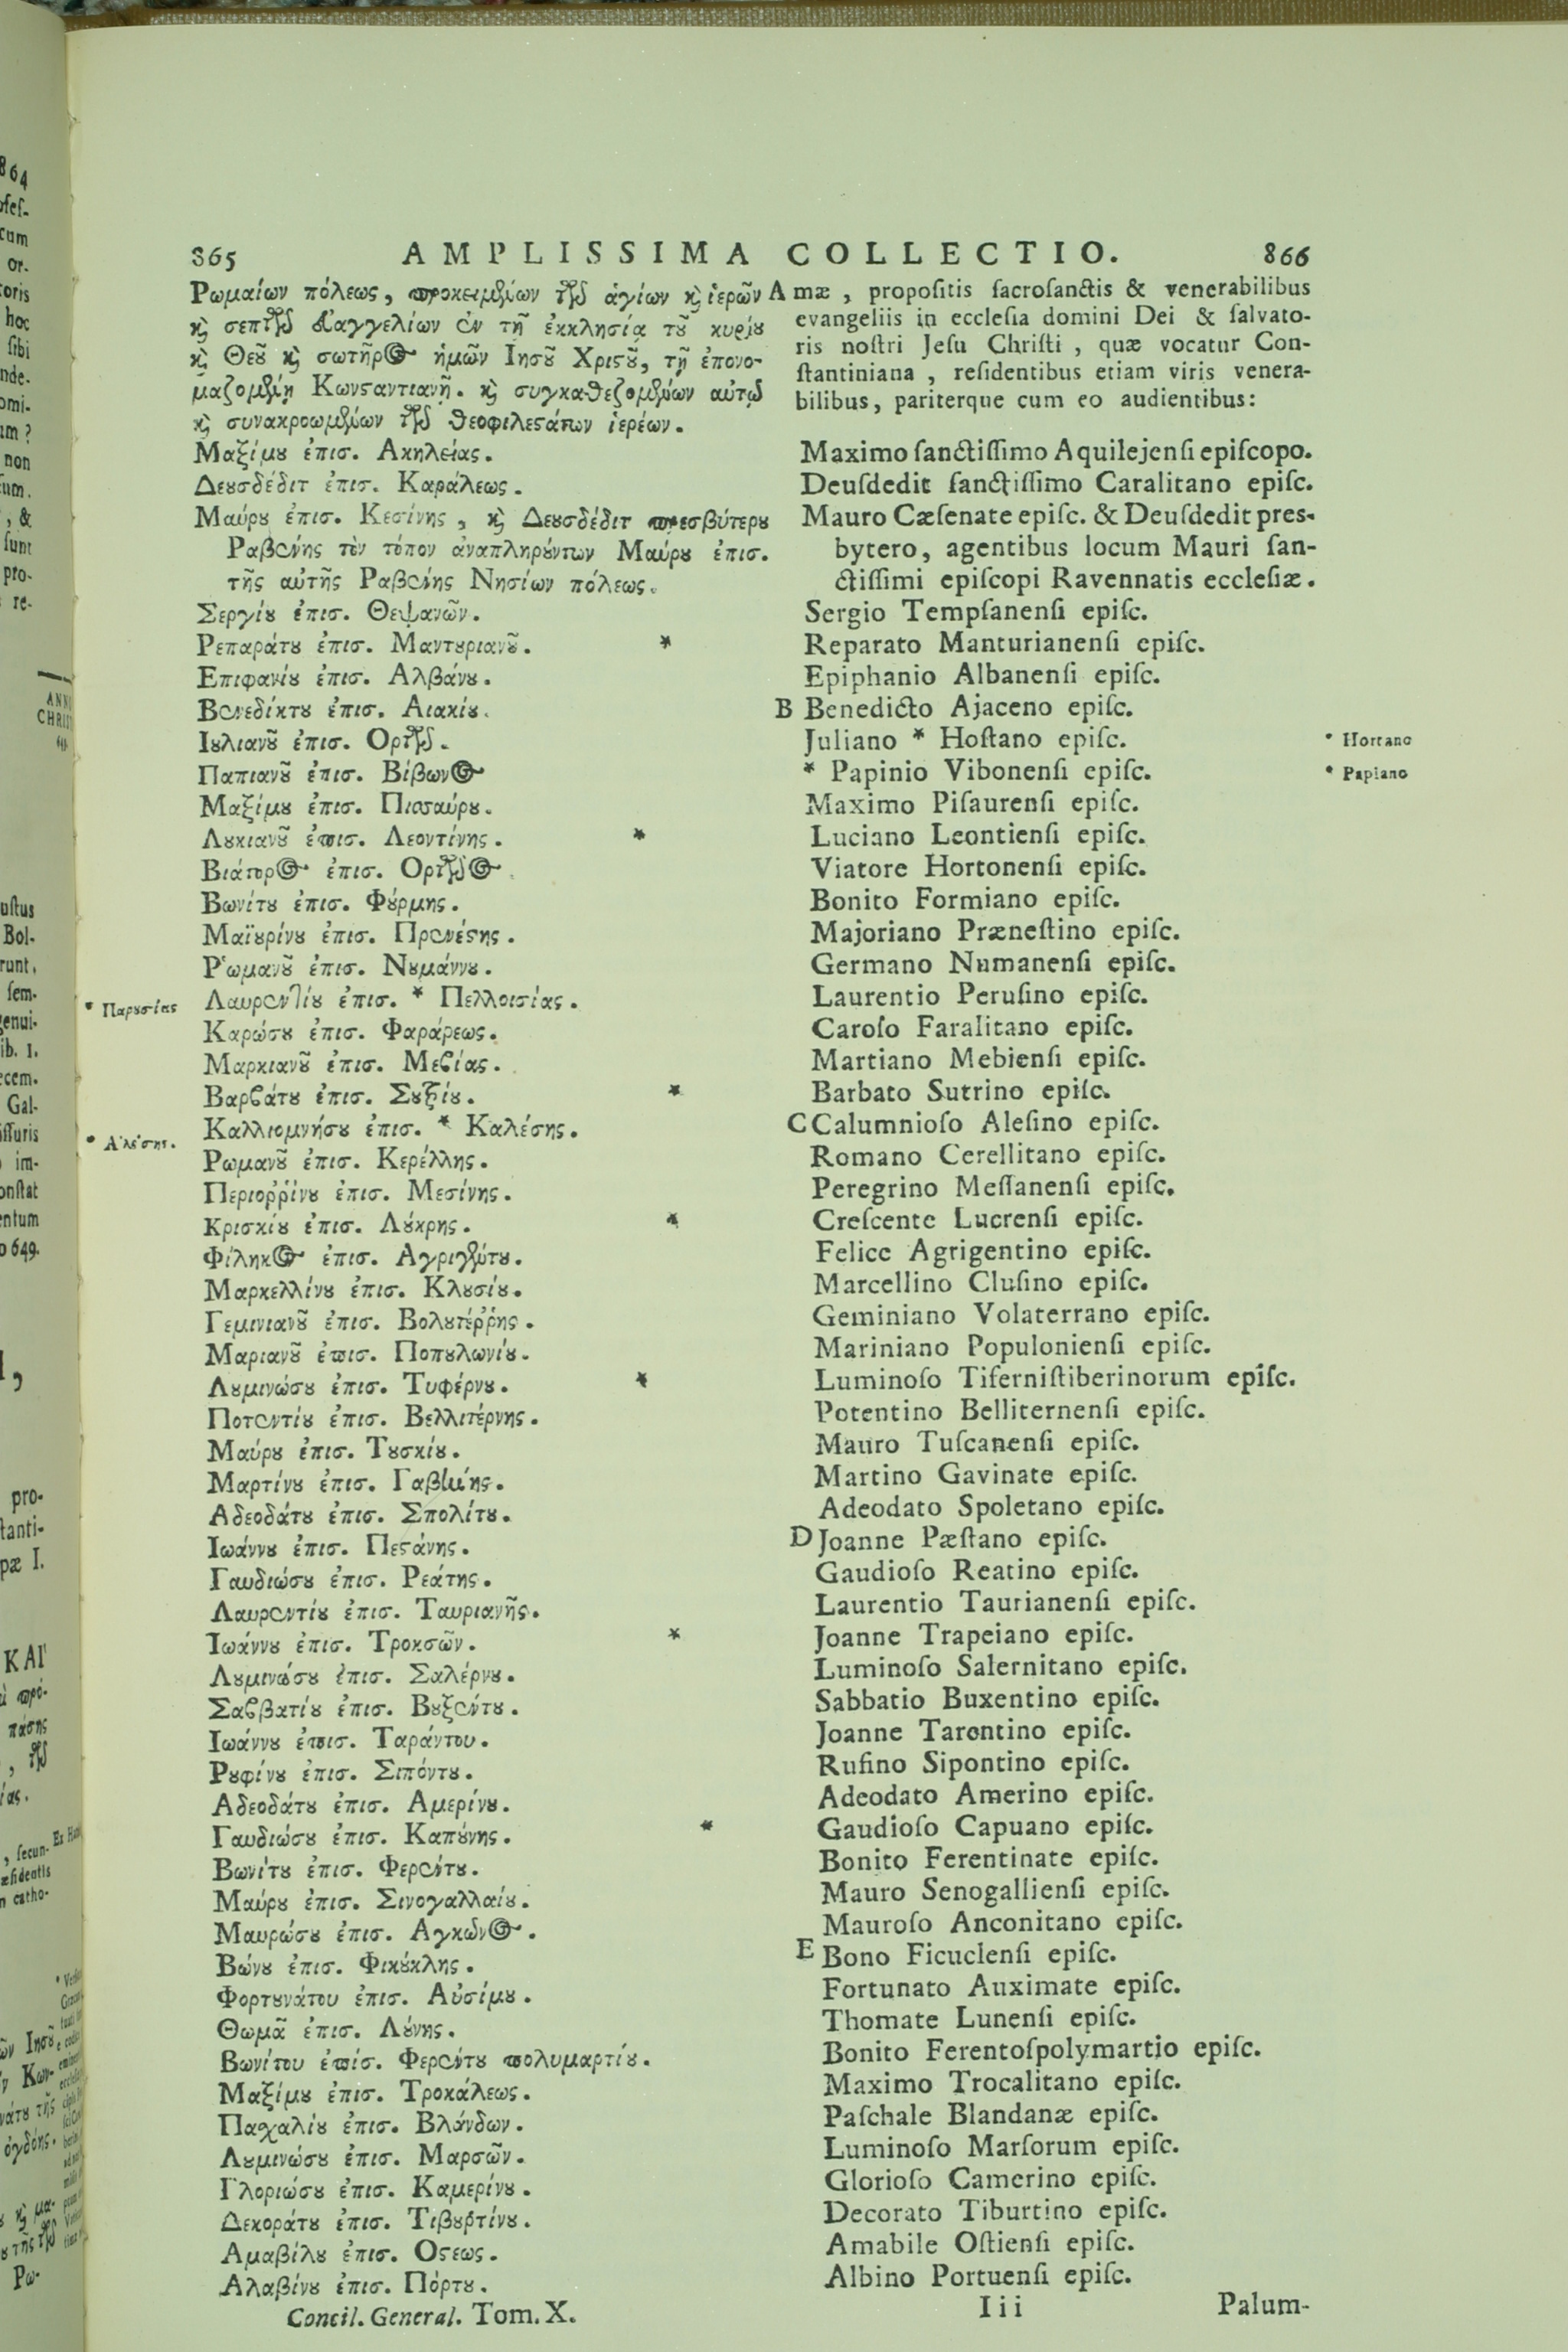 865 AMPLISSIMA COLLECTIO. 866
Ρωμαίων πόλεως, προκειμένων τῶν ἁγίων καὶ ἱερῶν
καὶ σεπτῶν εὐαγγελίων ἐν τῇ ἐκκλησίᾳ τοῦ κυρίου
καὶ Θεοῦ καὶ σωτῆρος ἡμῶν Ιησοῦ Χριστοῦ, τῇ ἐπονο-
μαζομένῃ Κωνσταντιανῇ. καὶ συγκαθεζομένων αὐτῷ
καὶ συνακροωμένων τῶν θεοφιλεστάτων ἱερέων.
Μαξίμου ἐπισ. Ακηλείας.
Δευσδέδιτ ἐπισ. Καράλεως.
Μαύρου ἐπισ. Κεσίνης, καὶ Δευσδέδιτ πρεσβύτερου
Ραβένης τὸν τόπον ἀναπληρούντων Μαύρου ἐπισ.
τῆς αὐτῆς Ραβένης Νησίων πόλεως.
Σεργίου ἐπισ. Θεψανῶν.
Ρεπαράτου ἐπισ. Μαντουριανοῦ. *
Επιφανίου ἐπισ. Αλβάνου.
Βενεδίκτου ἐπισ. Αιακίου.
Ιουλιανοῦ ἐπισ. Ορτῶν.
Παπιανοῦ ἐπισ. Βίβωνος
Μαξίμου ἐπισ. Πισσαύρου.
Λουκιανοῦ ἐπισ. Λεοντίνης. *
Βιάτορος ἐπισ. Ορτῶνος.
Βωνίτου ἐπισ. Φούρμης.
Μαϊουρίνου ἐπισ. Πρενέστης.
Ρ῾ωμανοῦ ἐπισ. Νουμάννου.
* Παρουσίας
Λαυρεντίου ἐπισ. * Πελλοισίας.
Καρώσου ἐπισ. Φαράρεως.
Μαρκιανοῦ ἐπισ. Μεβίας.
Βαρβάτου ἐπισ. Σουξίου. *
* Α᾿λέσης.
Καλλιομνήσου ἐπισ. * Καλέσης.
Ρωμανοῦ ἐπισ. Κερέλλης.
Περιοῤῥίνου ἐπισ. Μεσίνης.
Κρισκίου ἐπισ. Λούκρης. *
Φίληκος ἐπισ. Αγριγέντου.
Μαρκελλίνου ἐπισ. Κλουσίου.
Γεμινιανοῦ ἐπισ. Βολουτέῤῥης.
Μαριανοῦ ἐπισ. Ποπουλωνίου.
Λουμινώσου ἐπισ. Τυφέρνου. *
Ποτεντίου ἐπισ. Βελλιτέρνης.
Μαύρου ἐπισ. Τουσκίου.
Μαρτίνου ἐπισ. Γαβήνης.
Αδεοδάτου ἐπισ. Σπολίτου.
Ιωάννου ἐπισ. Πεστάνης.
Γαυδιώσου ἐπισ. Ρεάτης.
Λαυρεντίου ἐπισ. Ταυριανῆς.
Ιωάννου ἐπισ. Τροκσῶν. *
Λουμινώσου ἐπισ. Σαλέρνου.
Σαββατίου ἐπισ. Βουξέντου.
Ιωάννου ἐπισ. Ταράντου.
Ρουφίνου ἐπισ. Σιπόντου.
Αδεοδάτου ἐπισ. Αμερίνου.
Γαυδιώσου ἐπισ. Καπούνης. *
Βωνίτου ἐπισ. Φερέντου.
Μαύρου ἐπισ. Σινογαλλαίου.
Μαυρώσου ἐπισ. Αγκῶνος.
Βώνου ἐπισ. Φικούκλης.
Φορτουνάτου ἐπισ. Αὐσίμου.
Θωμᾶ ἐπισ. Λούνης.
Βωνίτου ἐπίσ. Φερέντου πολυμαρτίου.
Μαξίμου ἐπισ. Τροκάλεως.
Πασχαλίου ἐπισ. Βλάνδων.
Λουμινώσου ἐπισ. Μαρσῶν.
Γλοριώσου ἐπισ. Καμερίνου.
Δεκοράτου ἐπισ. Τιβουρτίνου.
Αμαβίλου ἐπισ. Οστεως.
Αλαβίνου ἐπισ. Πόρτου.
Concil. General. Tom. X.
A mæ, propositis sacrosanctis & venerabilibus
evangeliis in ecclesia domini Dei & salvato-
ris nostri Jesu Christi, quæ vocatur Con-
stantiniana, residentibus etiam viris venera-
bilibus, pariterque cum eo audientibus:
Maximo sanctissimo Aquilejensi episcopo.
Deusdedit sanctissimo Caralitano episc.
Mauro Cæsenate episc. & Deusdedit pres-
bytero, agentibus locum Mauri san-
ctissimi episcopi Ravennatis ecclesiæ.
Sergio Tempsanensi episc.
Reparato Manturianensi episc.
Epiphanio Albanensi episc.
B Benedicto Ajaceno episc.
Juliano * Hostano episc.
* Hortano
* Papinio Vibonensi episc.
* Papiano
Maximo Pisaurensi episc.
Luciano Leontiensi episc.
Viatore Hortonensi episc.
Bonito Formiano episc.
Majoriano Prænestino episc.
Germano Numanensi episc.
Laurentio Perusino episc.
Caroso Faralitano episc.
Martiano Mebiensi episc.
Barbato Sutrino episc.
C Calumnioso Alesino episc.
Romano Cerellitano episc.
Peregrino Messanensi episc.
Crescente Lucrensi episc.
Felice Agrigentino episc.
Marcellino Clusino episc.
Geminiano Volaterrano episc.
Mariniano Populoniensi episc.
Luminoso Tifernistiberinorum episc.
Potentino Belliternensi episc.
Mauro Tuscanensi episc.
Martino Gavinate episc.
Adeodato Spoletano episc.
D Joanne Pæstano episc.
Gaudioso Reatino episc.
Laurentio Taurianensi episc.
Joanne Trapeiano episc.
Luminoso Salernitano episc.
Sabbatio Buxentino episc.
Joanne Tarentino episc.
Rufino Sipontino episc.
Adeodato Amerino episc.
Gaudioso Capuano episc.
Bonito Ferentinate episc.
Mauro Senogalliensi episc.
Mauroso Anconitano episc.
E Bono Ficuclensi episc.
Fortunato Auximate episc.
Thomate Lunensi episc.
Bonito Ferentospolymartio episc.
Maximo Trocalitano episc.
Paschale Blandanæ episc.
Luminoso Marsorum episc.
Glorioso Camerino episc.
Decorato Tiburtino episc.
Amabile Ostiensi episc.
Albino Portuensi episc.
Iii Palum-